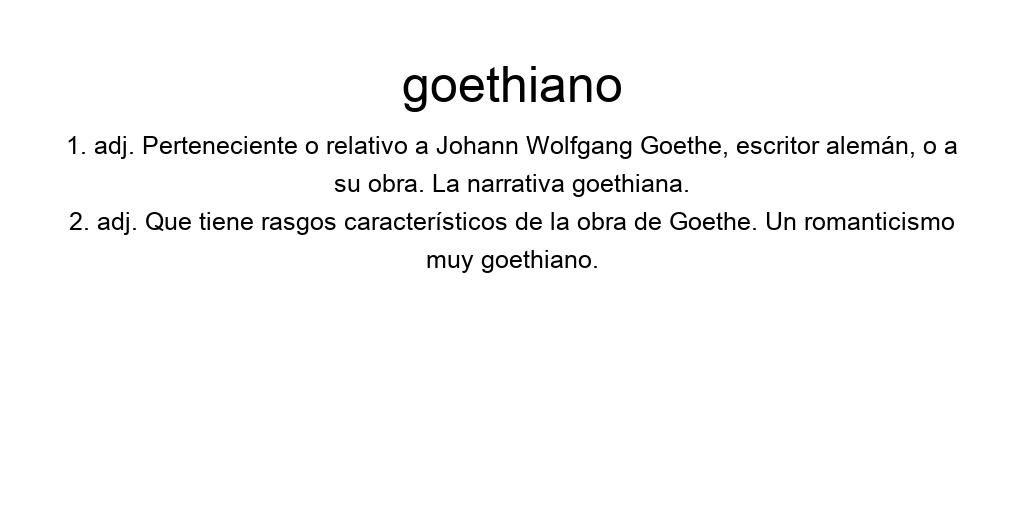 goethiano
1. adj. Perteneciente o relativo a Johann Wolfgang Goethe, escritor alemán, o a
su obra. La narrativa goethiana.
2. adj. Que tiene rasgos característicos de la obra de Goethe. Un romanticismo
muy goethiano.